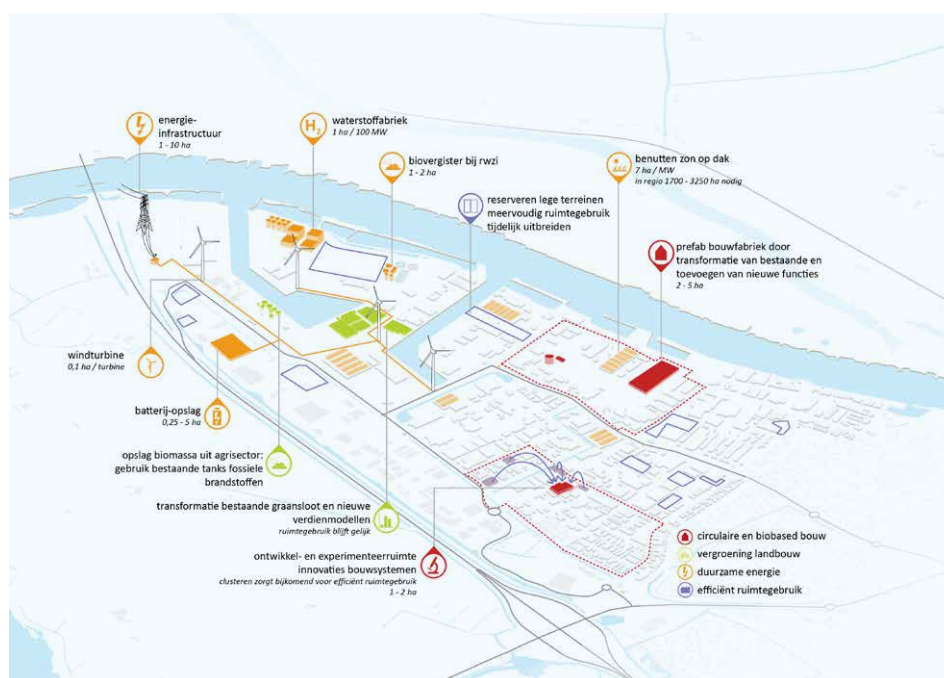 energie-
infrastructuur
1 - 10 ha
H2
waterstoffabriek
1 ha / 100 MW
biovergister bij rwzi
1 - 2 ha
reserveren lege terreinen
meervoudig ruimtegebruik
tijdelijk uitbreiden
benutten zon op dak
7 ha / MW
in regio 1700 - 3250 ha nodig
prefab bouwfabriek door
transformatie van bestaande en
toevoegen van nieuwe functies
2 - 5 ha
windturbine
0,1 ha / turbine
batterij-opslag
0,25 - 5 ha
opslag biomassa uit agrisector:
gebruik bestaande tanks fossiele
brandstoffen
transformatie bestaande graansloot en nieuwe
verdienmodellen
ruimtegebruik blijft gelijk
ontwikkel- en experimenteerruimte
innovaties bouwsystemen
clusteren zorgt bijkomend voor efficiënt ruimtegebruik
1 - 2 ha
circulaire en biobased bouw
vergroening landbouw
duurzame energie
efficiënt ruimtegebruik